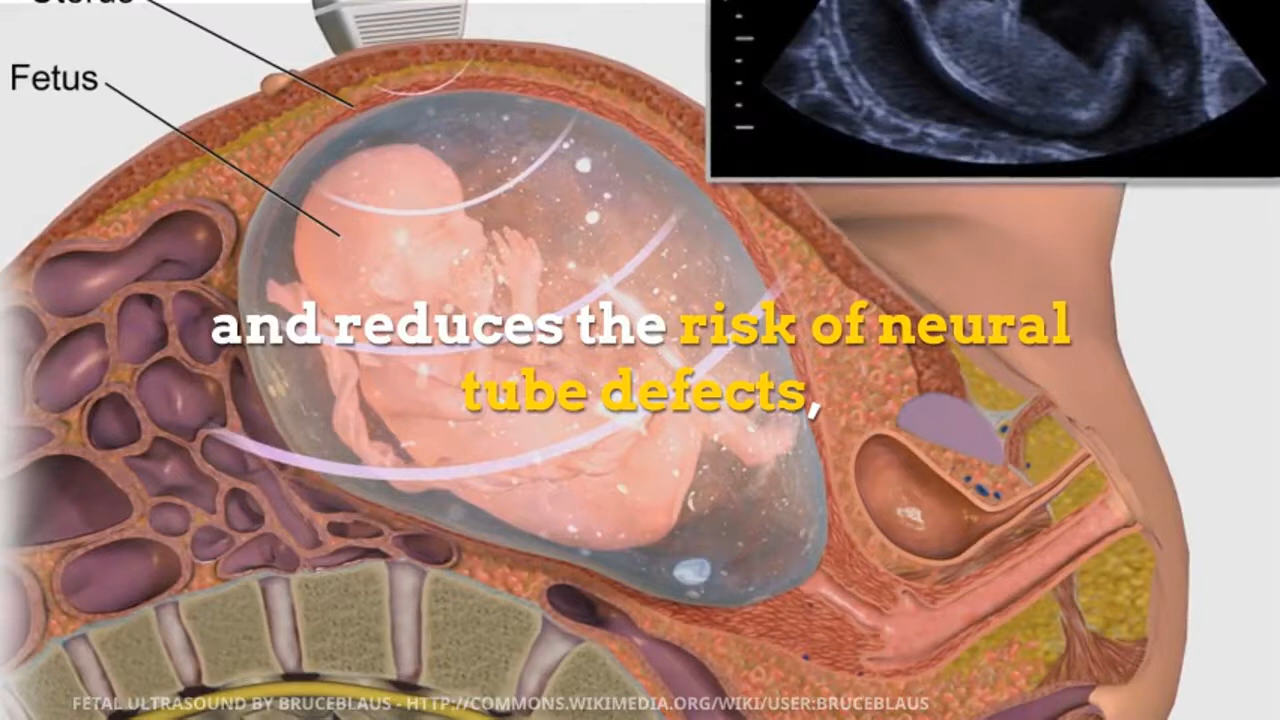 Uterus
Fetus
and reduces the risk of neural
tube defects,
FETAL ULTRASOUND BY BRUCEBLAUS - HTTP://COMMONS.WIKIMEDIA.ORG/WIKI/USER:BRUCEBLAUS